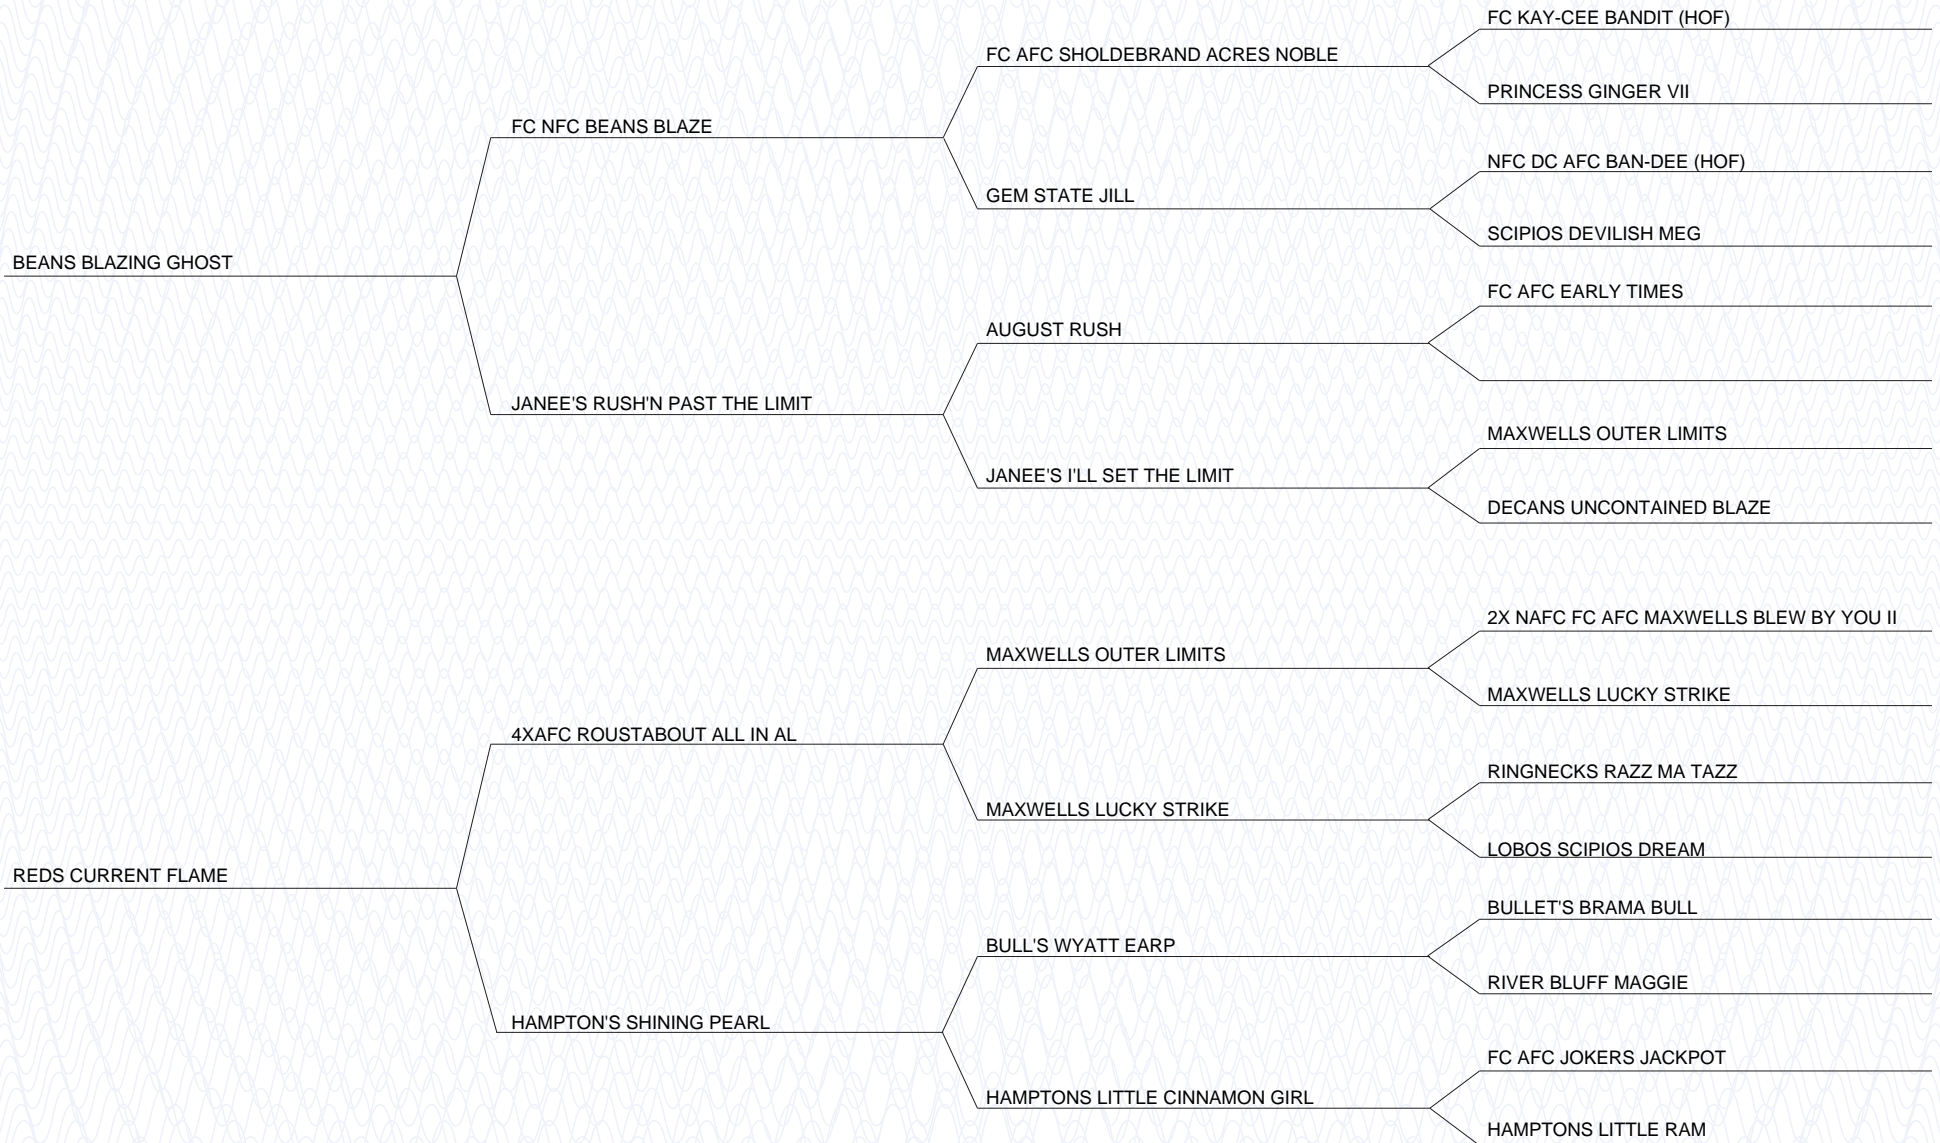 FC KAY-CEE BANDIT (HOF)
FC AFC SHOLDEBRAND ACRES NOBLE
PRINCESS GINGER VII
FC NFC BEANS BLAZE
NFC DC AFC BAN-DEE (HOF)
GEM STATE JILL
SCIPIOS DEVILISH MEG
BEANS BLAZING GHOST
FC AFC EARLY TIMES
AUGUST RUSH
JANEE'S RUSH'N PAST THE LIMIT
MAXWELLS OUTER LIMITS
JANEE'S I'LL SET THE LIMIT
DECANS UNCONTAINED BLAZE
2X NAFC FC AFC MAXWELLS BLEW BY YOU II
MAXWELLS OUTER LIMITS
MAXWELLS LUCKY STRIKE
4XAFC ROUSTABOUT ALL IN AL
RINGNECKS RAZZ MA TAZZ
MAXWELLS LUCKY STRIKE
LOBOS SCIPIOS DREAM
REDS CURRENT FLAME
BULLET'S BRAMA BULL
BULL'S WYATT EARP
RIVER BLUFF MAGGIE
HAMPTON'S SHINING PEARL
FC AFC JOKERS JACKPOT
HAMPTONS LITTLE CINNAMON GIRL
HAMPTONS LITTLE RAM